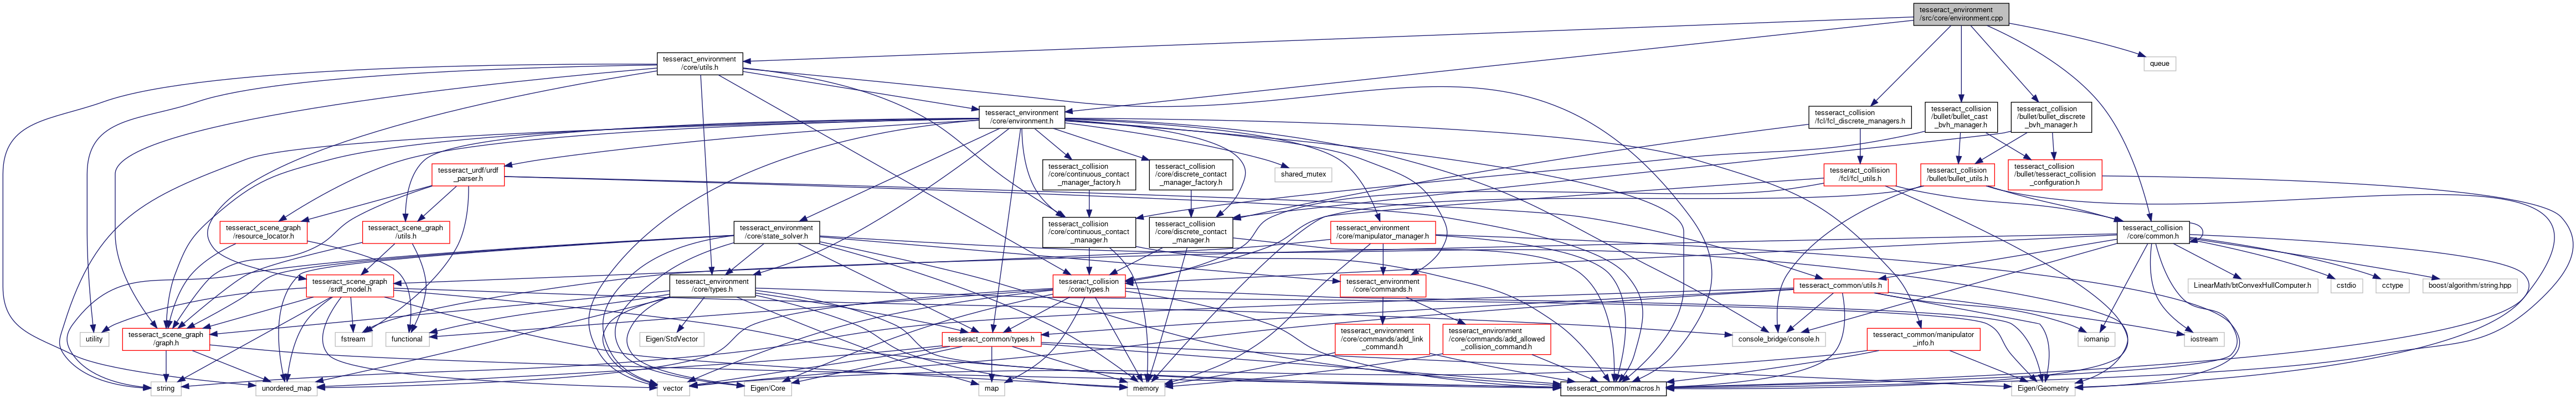 tesseract_environment
/src/core/environment.cpp
tesseract_environment
/core/utils.h
queue
tesseract_environment
/core/environment.h
tesseract_collision
/fcl/fcl_discrete_managers.h
tesseract_collision
/bullet/bullet_cast
_bvh_manager.h
tesseract_collision
/bullet/bullet_discrete
_bvh_manager.h
tesseract_urdf/urdf
_parser.h
tesseract_collision
/core/continuous_contact
_manager_factory.h
tesseract_collision
/core/discrete_contact
_manager_factory.h
shared_mutex
tesseract_collision
/fcl/fcl_utils.h
tesseract_collision
/bullet/bullet_utils.h
tesseract_collision
/bullet/tesseract_collision
_configuration.h
tesseract_scene_graph
/resource_locator.h
tesseract_scene_graph
/utils.h
tesseract_environment
/core/state_solver.h
tesseract_collision
/core/continuous_contact
_manager.h
tesseract_collision
/core/discrete_contact
_manager.h
tesseract_environment
/core/manipulator_manager.h
tesseract_collision
/core/common.h
tesseract_scene_graph
/srdf_model.h
tesseract_environment
/core/types.h
tesseract_collision
/core/types.h
tesseract_environment
/core/commands.h
tesseract_common/utils.h
LinearMath/btConvexHullComputer.h
cstdio
cctype
boost/algorithm/string.hpp
utility
tesseract_scene_graph
/graph.h
fstream
functional
Eigen/StdVector
tesseract_common/types.h
tesseract_environment
/core/commands/add_link
_command.h
tesseract_environment
/core/commands/add_allowed
_collision_command.h
console_bridge/console.h
tesseract_common/manipulator
_info.h
iomanip
iostream
string
unordered_map
vector
Eigen/Core
map
memory
tesseract_common/macros.h
Eigen/Geometry